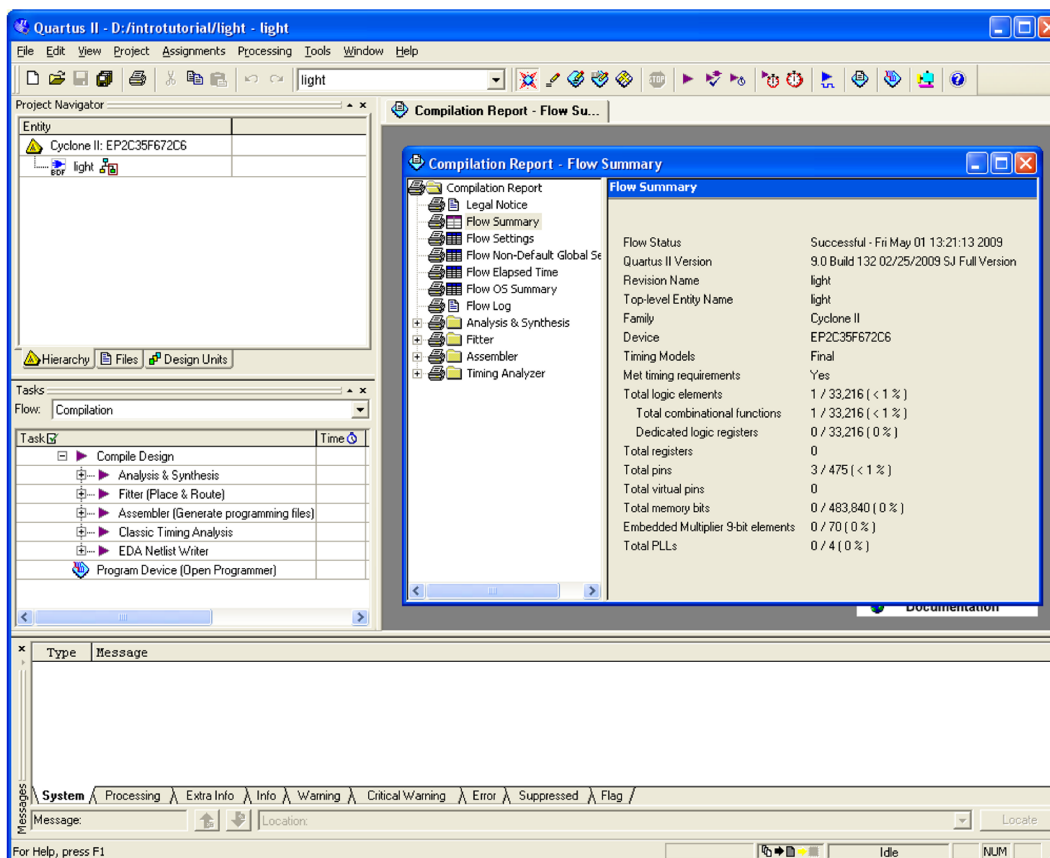 Quartus II - D:/introtutorial/light - light
File Edit View Project Assignments Processing Tools Window Help
light
Project Navigator
Entity
Cyclone II: EP2C35F672C6
BDF light
Hierarchy Files Design Units
Tasks
Flow: Compilation
Task Time
Compile Design
Analysis & Synthesis
Fitter (Place & Route)
Assembler (Generate programming files)
Classic Timing Analysis
EDA Netlist Writer
Program Device (Open Programmer)
Compilation Report - Flow Su...
Compilation Report - Flow Summary
Compilation Report
Legal Notice
Flow Summary
Flow Settings
Flow Non-Default Global Se
Flow Elapsed Time
Flow OS Summary
Flow Log
Analysis & Synthesis
Fitter
Assembler
Timing Analyzer
Flow Summary
Flow Status Successful - Fri May 01 13:21:13 2009
Quartus II Version 9.0 Build 132 02/25/2009 SJ Full Version
Revision Name light
Top-level Entity Name light
Family Cyclone II
Device EP2C35F672C6
Timing Models Final
Met timing requirements Yes
Total logic elements 1 / 33,216 ( < 1 % )
Total combinational functions 1 / 33,216 ( < 1 % )
Dedicated logic registers 0 / 33,216 ( 0 % )
Total registers 0
Total pins 3 / 475 ( < 1 % )
Total virtual pins 0
Total memory bits 0 / 483,840 ( 0 % )
Embedded Multiplier 9-bit elements 0 / 70 ( 0 % )
Total PLLs 0 / 4 ( 0 % )
Documentation
Type Message
Messages
System Processing Extra Info Info Warning Critical Warning Error Suppressed Flag
Message: Location: Locate
For Help, press F1 Idle NUM